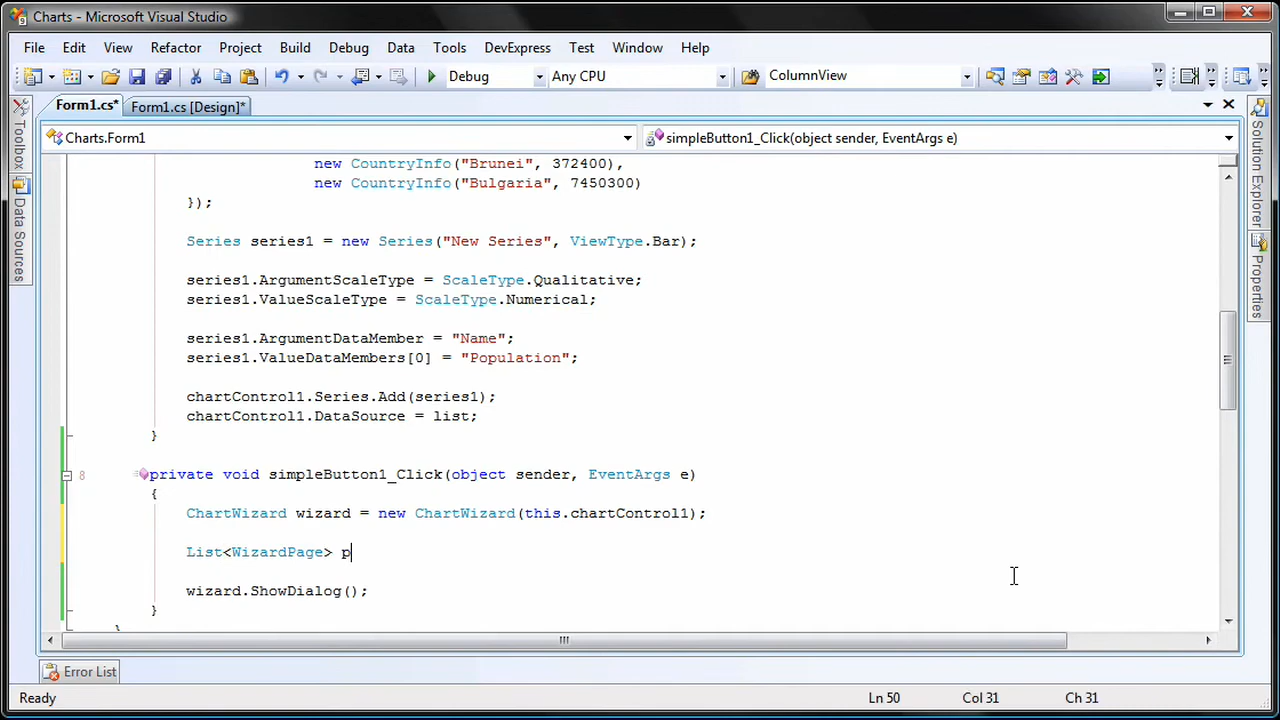 Charts - Microsoft Visual Studio
File Edit View Refactor Project Build Debug Data Tools DevExpress Test Window Help
Debug Any CPU ColumnView
Form1.cs* Form1.cs [Design]*
Charts.Form1 simpleButton1_Click(object sender, EventArgs e)
Toolbox
Data Sources
Solution Explorer
Properties
new CountryInfo("Brunei", 372400),
new CountryInfo("Bulgaria", 7450300)
});
Series series1 = new Series("New Series", ViewType.Bar);
series1.ArgumentScaleType = ScaleType.Qualitative;
series1.ValueScaleType = ScaleType.Numerical;
series1.ArgumentDataMember = "Name";
series1.ValueDataMembers[0] = "Population";
chartControl1.Series.Add(series1);
chartControl1.DataSource = list;
}
8 private void simpleButton1_Click(object sender, EventArgs e)
{
ChartWizard wizard = new ChartWizard(this.chartControl1);
List<WizardPage> p
wizard.ShowDialog();
}
}
Error List
Ready Ln 50 Col 31 Ch 31